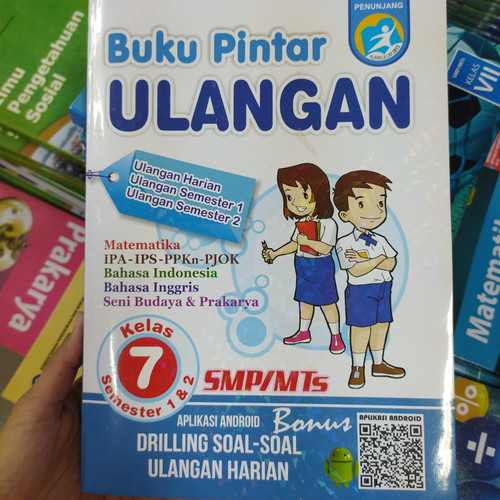 PENUNJANG
Buku Pintar
ULANGAN
Ulangan Harian
Ulangan Semester 1
Ulangan Semester 2
Matematika
IPA-IPS-PPKn-PJOK
Bahasa Indonesia
Bahasa Inggris
Seni Budaya & Prakarya
Kelas
7
Semester 1 & 2
SMP/MTs
APLIKASI ANDROID Bonus
DRILLING SOAL-SOAL
ULANGAN HARIAN
APLIKASI ANDROID
Ilmu
Pengetahuan
Sosial
Prakarya
KELAS
VII
Matematik